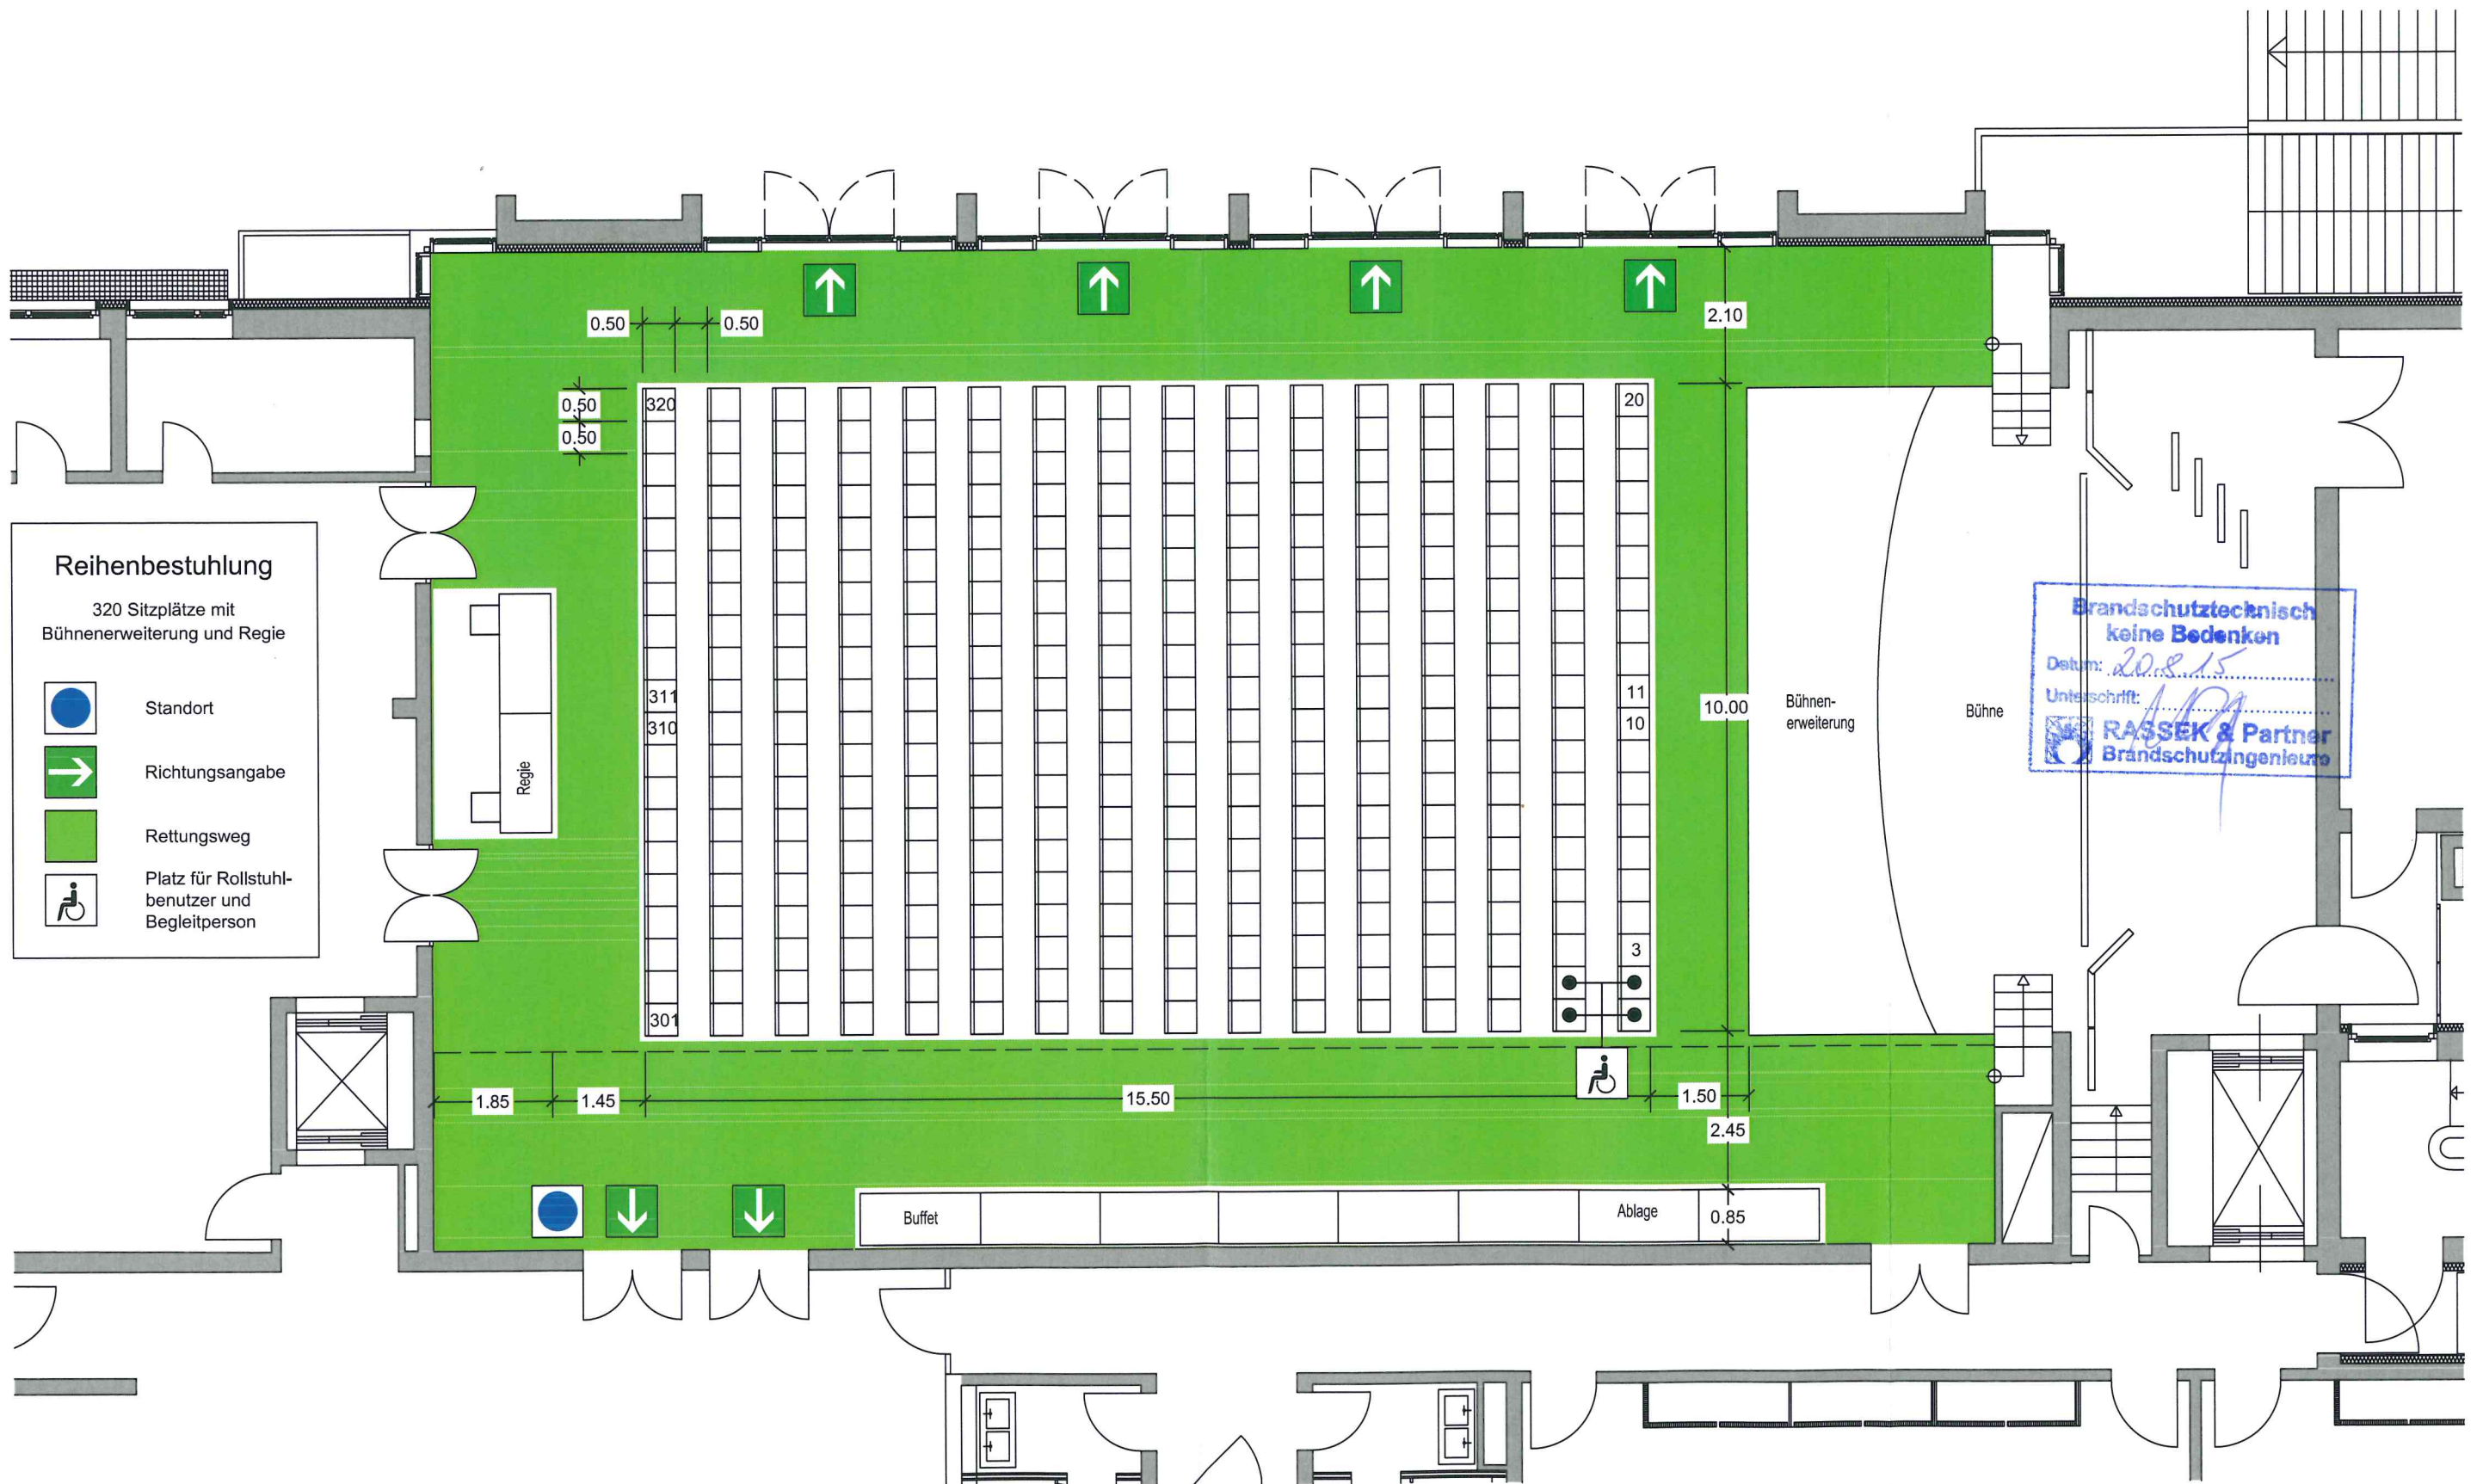 2.10
0.50
0.50
0.50
0.50
320
20
311
310
11
10
10.00
3
301
Reihenbestuhlung
320 Sitzplätze mit
Bühnenerweiterung und Regie
Standort
Richtungsangabe
Rettungsweg
Platz für Rollstuhl-
benutzer und
Begleitperson
Regie
Bühnen-
erweiterung
Bühne
Brandschutztechnisch
keine Bedenken
Datum: 20.8.15
Unterschrift:
RASSEK & Partner
Brandschutzingenieure
1.85
1.45
15.50
1.50
2.45
Buffet
Ablage
0.85